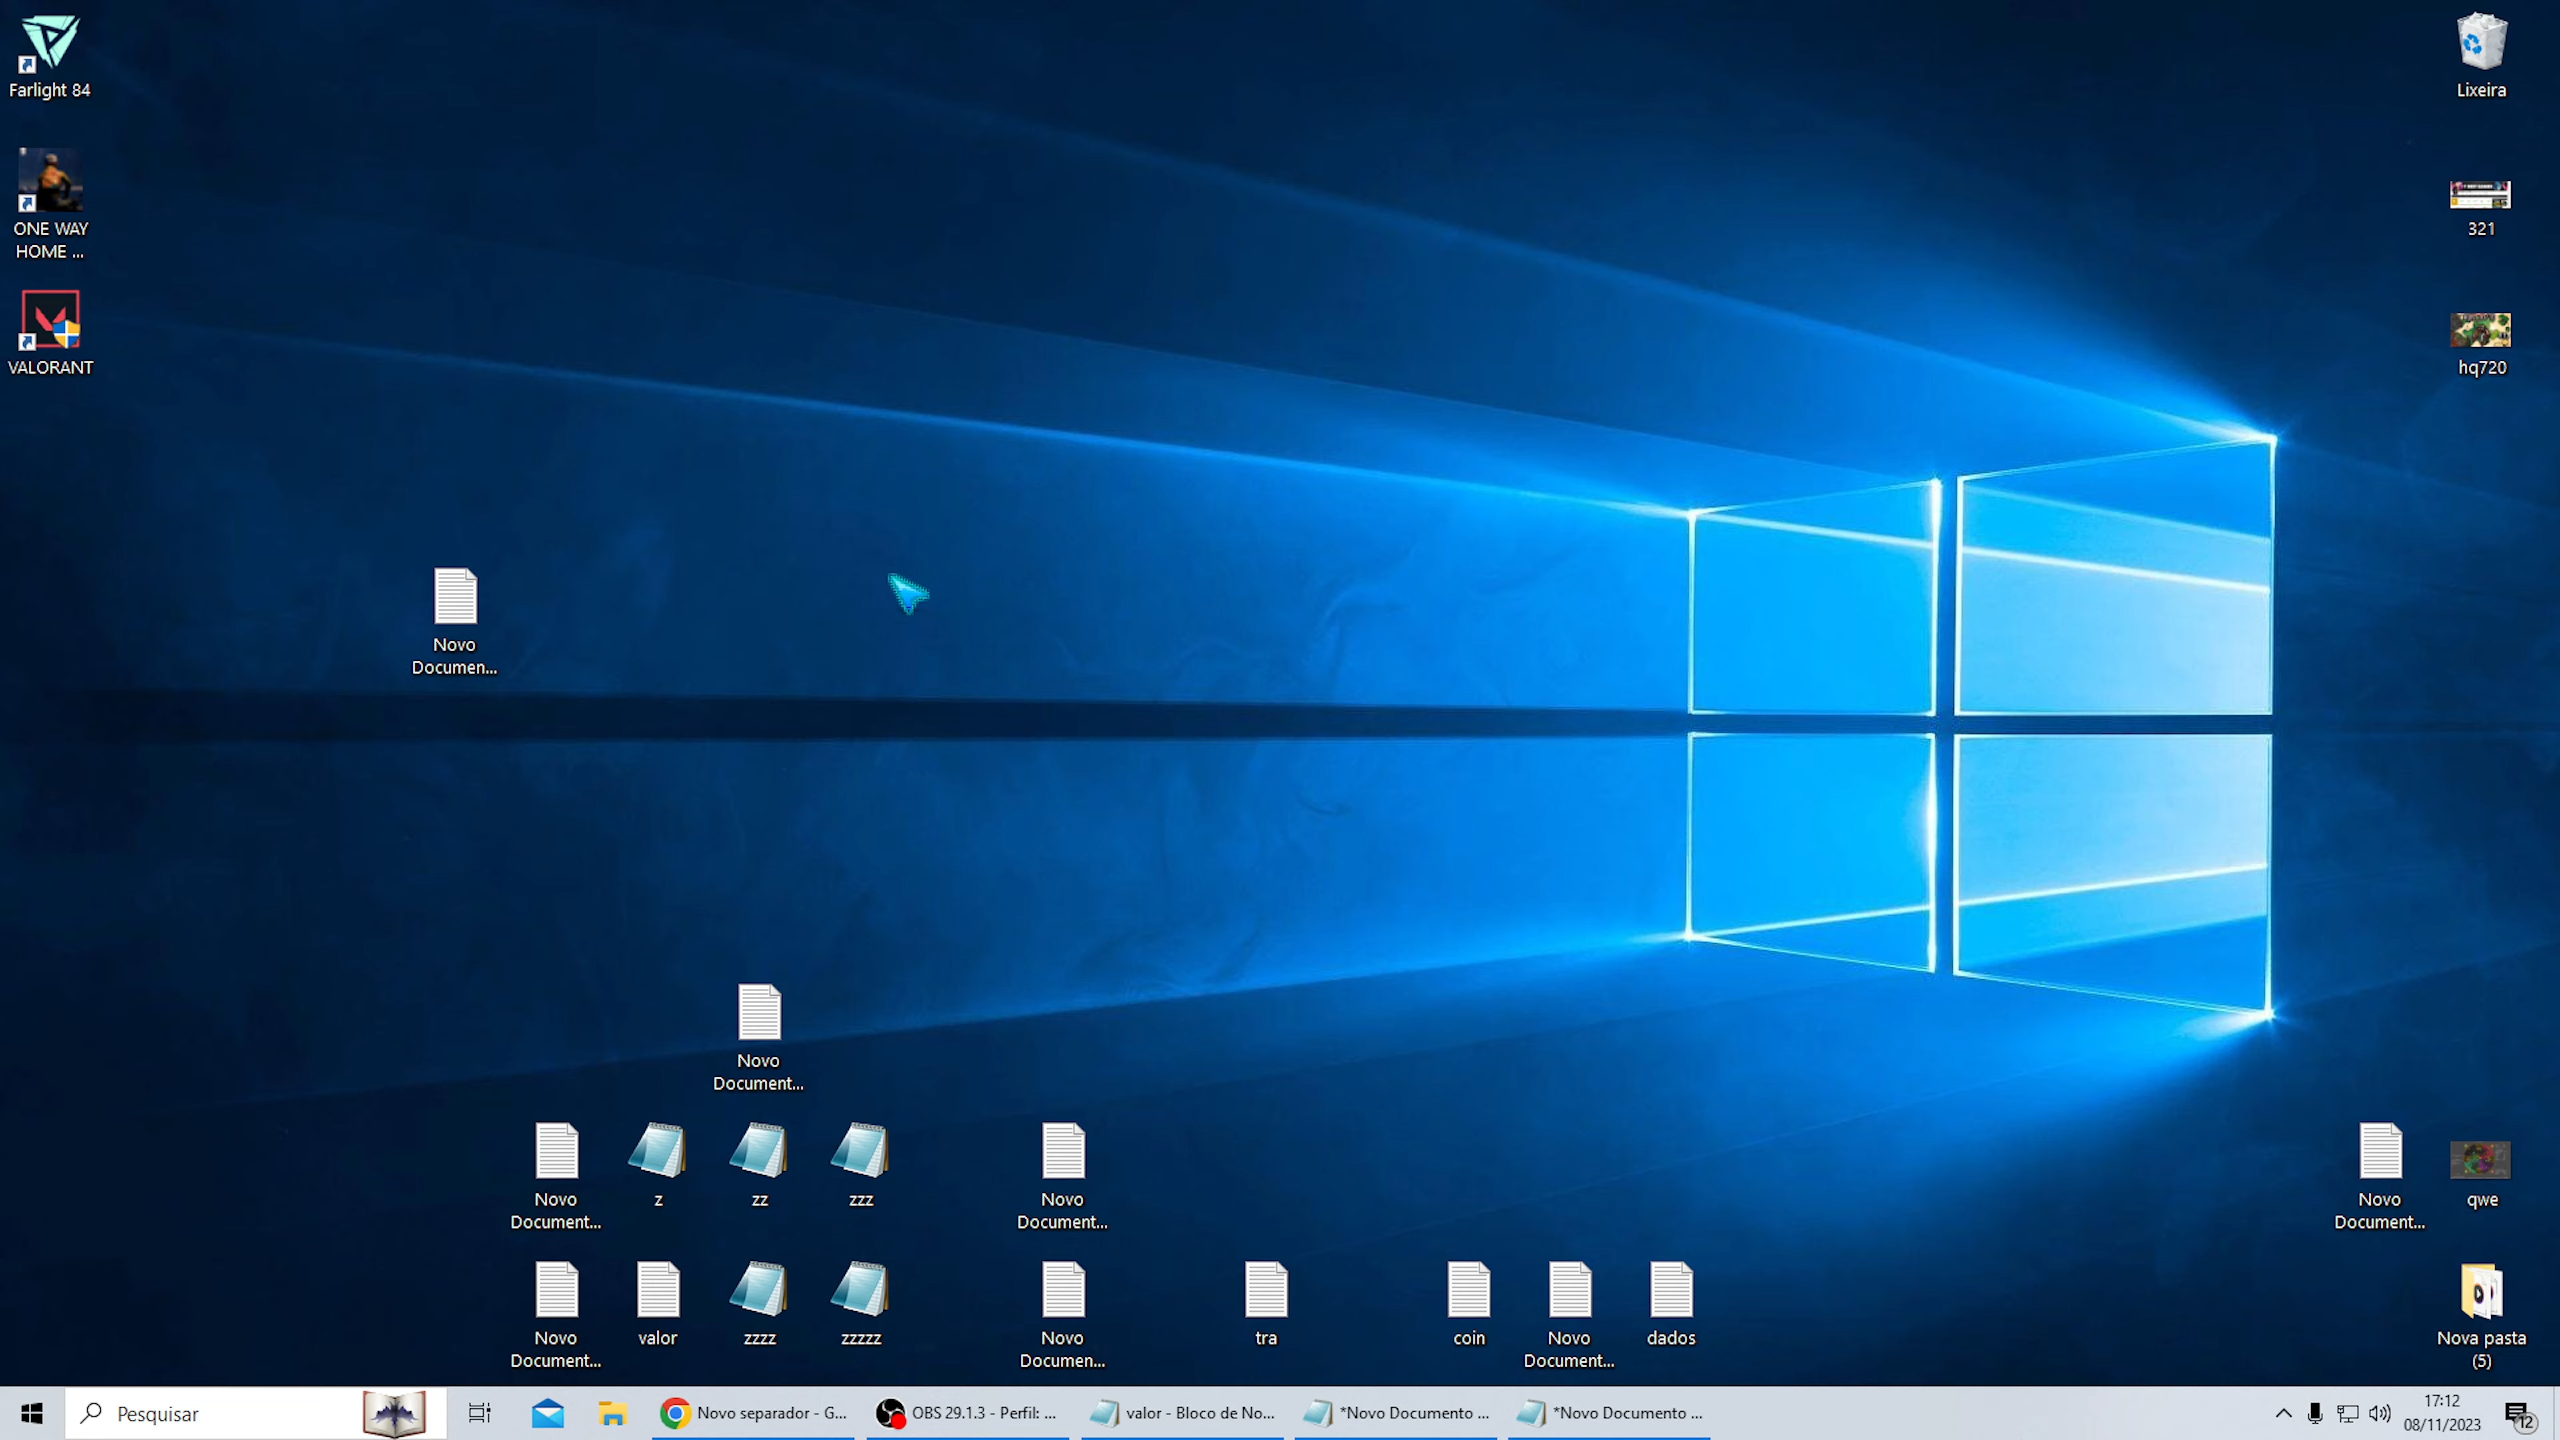 Farlight 84
Lixeira
ONE WAY
HOME ...
321
VALORANT
hq720
Novo
Documen...
Novo
Document...
Novo
Document...
z
zz
zzz
Novo
Document...
Novo
Document...
qwe
Novo
Document...
valor
zzzz
zzzzz
Novo
Documen...
tra
coin
Novo
Document...
dados
Nova pasta
(5)
Pesquisar
Novo separador - G...
OBS 29.1.3 - Perfil: ...
valor - Bloco de No...
*Novo Documento ...
*Novo Documento ...
17:12
08/11/2023
12